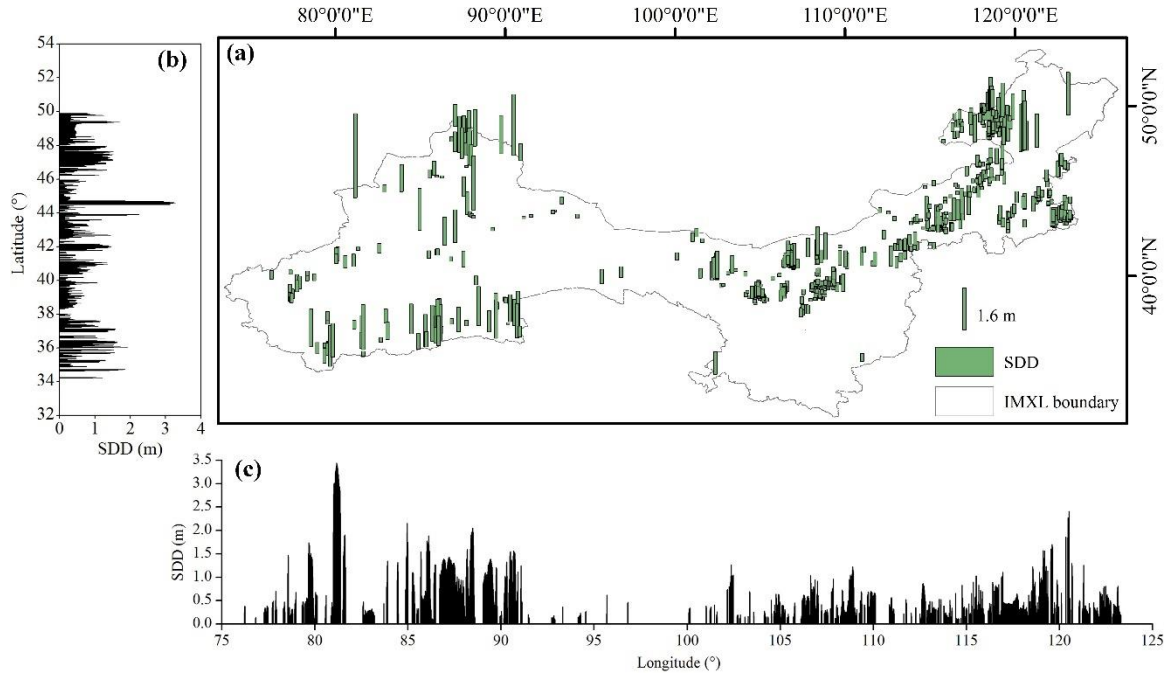 80°0'0"E 90°0'0"E 100°0'0"E 110°0'0"E 120°0'0"E
(b)
54
52
50
48
46
44
42
40
38
36
34
32
Latitude (°)
0 1 2 3 4
SDD (m)
(a)
50°0'0"N
40°0'0"N
1.6 m
SDD
IMXL boundary
(c)
3.5
3.0
2.5
2.0
1.5
1.0
0.5
0.0
SDD (m)
75 80 85 90 95 100 105 110 115 120 125
Longitude (°)